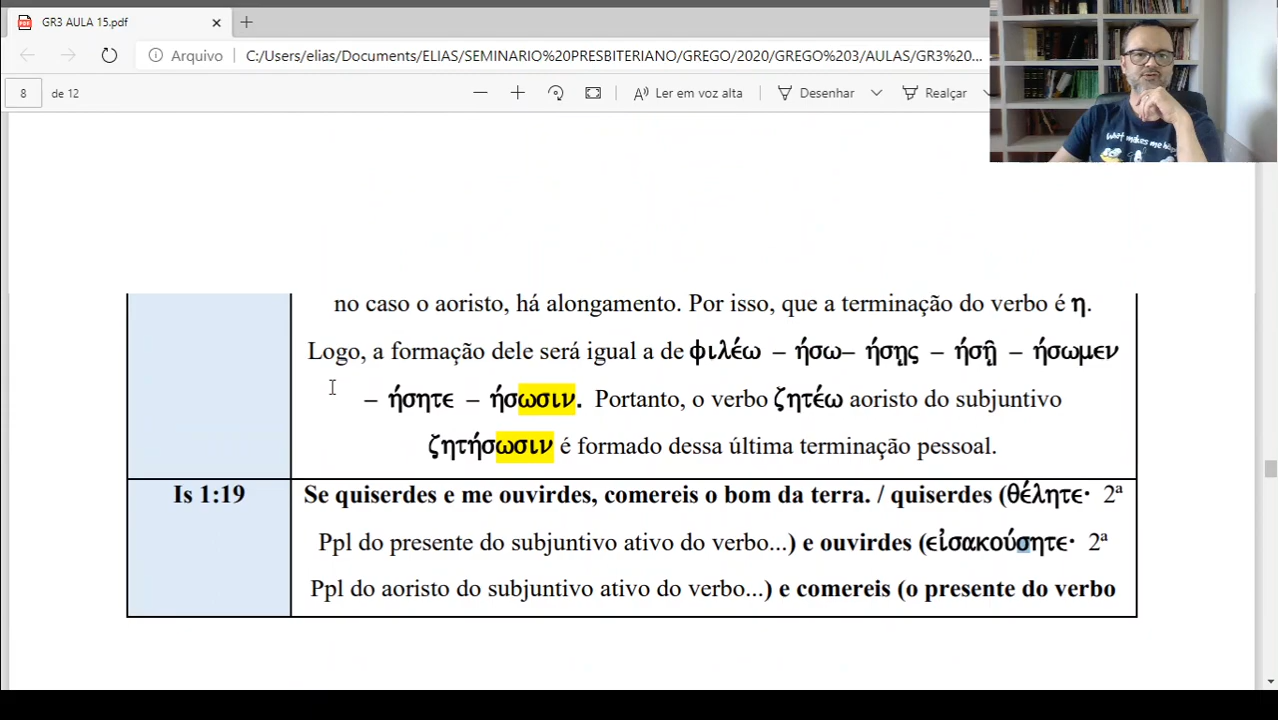 GR3 AULA 15.pdf
Arquivo C:/Users/elias/Documents/ELIAS/SEMINARIO%20PRESBITERIANO/GREGO/2020/GREGO%203/AULAS/GR3%20...
8 de 12 Ler em voz alta Desenhar Realçar
What makes me
no caso o aoristo, há alongamento. Por isso, que a terminação do verbo é η.
Logo, a formação dele será igual a de φιλέω – ήσω– ήσῃς – ήσῇ – ήσωμεν
– ήσητε – ήσωσιν. Portanto, o verbo ζητέω aoristo do subjuntivo
ζητήσωσιν é formado dessa última terminação pessoal.
Is 1:19 Se quiserdes e me ouvirdes, comereis o bom da terra. / quiserdes (θέλητε· 2ª
Ppl do presente do subjuntivo ativo do verbo...) e ouvirdes (εἰσακούσητε· 2ª
Ppl do aoristo do subjuntivo ativo do verbo...) e comereis (o presente do verbo